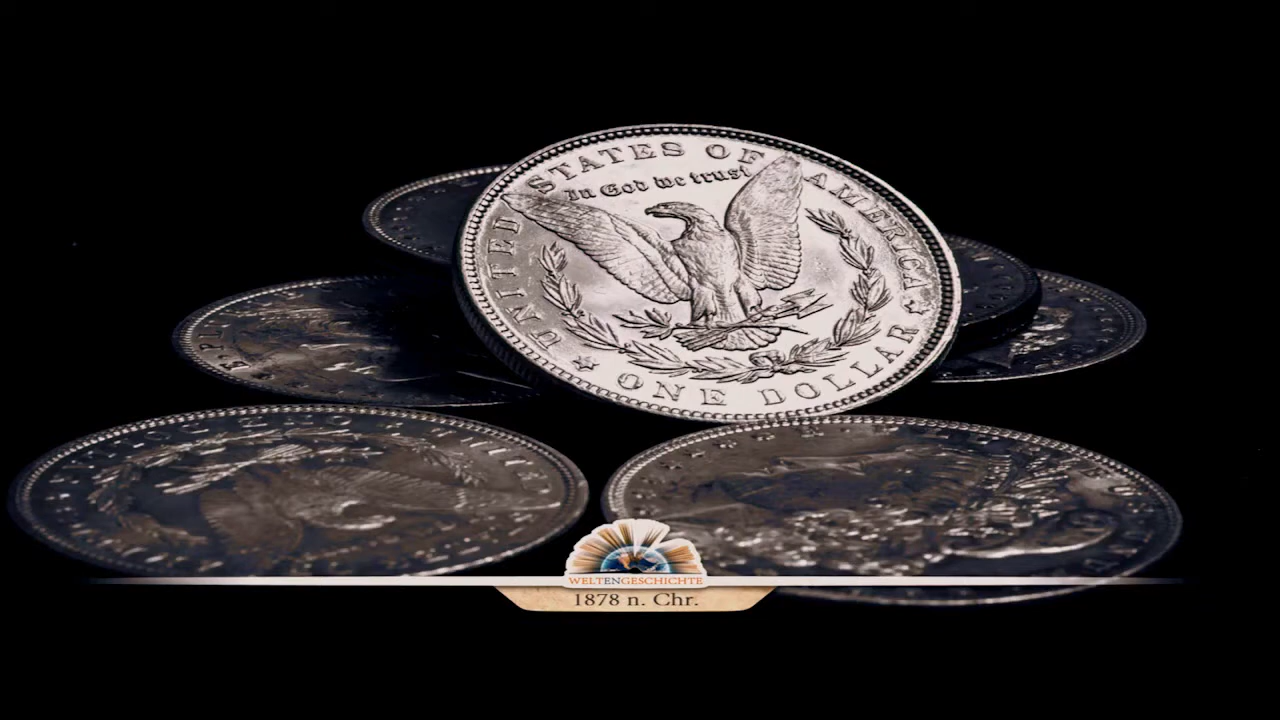 UNITED STATES OF AMERICA
In God we trust
ONE DOLLAR
WELTENGESCHICHTE
1878 n. Chr.